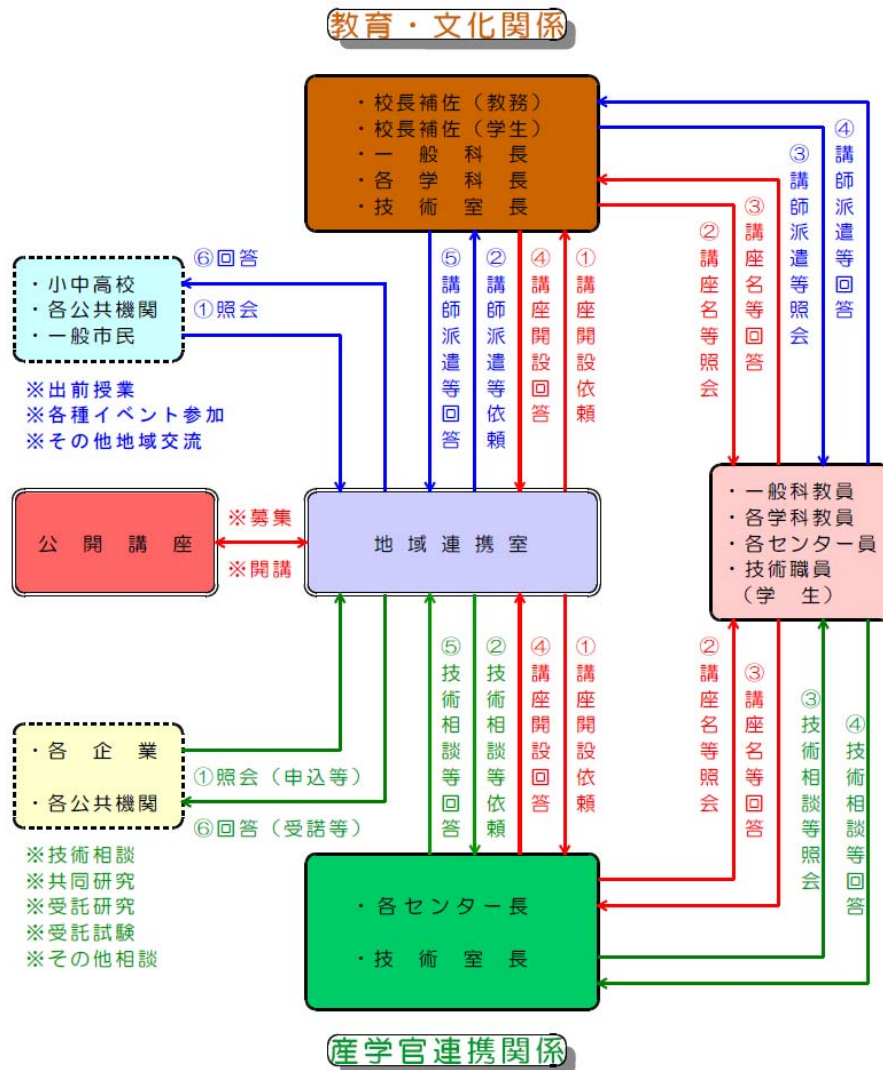 教育・文化関係
・校長補佐（教務）
・校長補佐（学生）
・一般科長
・各学科長
・技術室長
④講師派遣等回答
③講師派遣等照会
③講座名等回答
②講座名等照会
⑥回答
・小中高校
・各公共機関
・一般市民
①照会
⑤講師派遣等回答
②講師派遣等依頼
④講座開設回答
①講座開設依頼
※出前授業
※各種イベント参加
※その他地域交流
公開講座
※募集
※開講
地域連携室
・一般科教員
・各学科教員
・各センター員
・技術職員
（学生）
⑤技術相談等回答
②技術相談等依頼
④講座開設回答
①講座開設依頼
②講座名等照会
③講座名等回答
③技術相談等照会
④技術相談等回答
・各企業
・各公共機関
①照会（申込等）
⑥回答（受諾等）
※技術相談
※共同研究
※受託研究
※受託試験
※その他相談
・各センター長
・技術室長
産学官連携関係